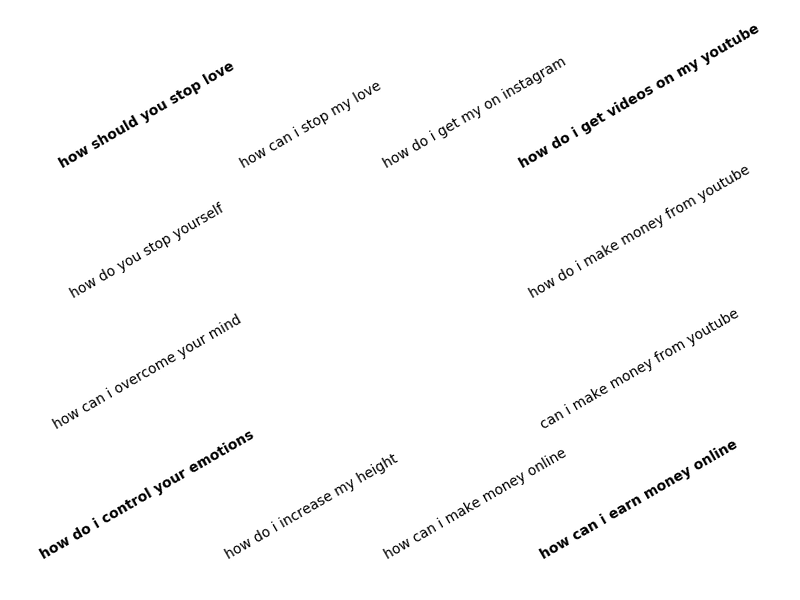 how should you stop love
how can i stop my love
how do i get my on instagram
how do i get videos on my youtube
how do you stop yourself
how do i make money from youtube
how can i overcome your mind
can i make money from youtube
how do i control your emotions
how do i increase my height
how can i make money online
how can i earn money online